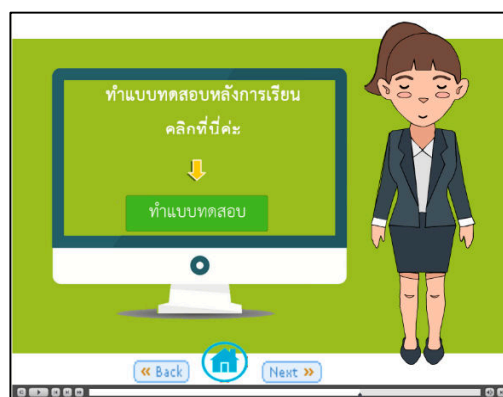 ทำแบบทดสอบหลังการเรียน
คลิกที่นี่ค่ะ
ทำแบบทดสอบ
« Back
Next »